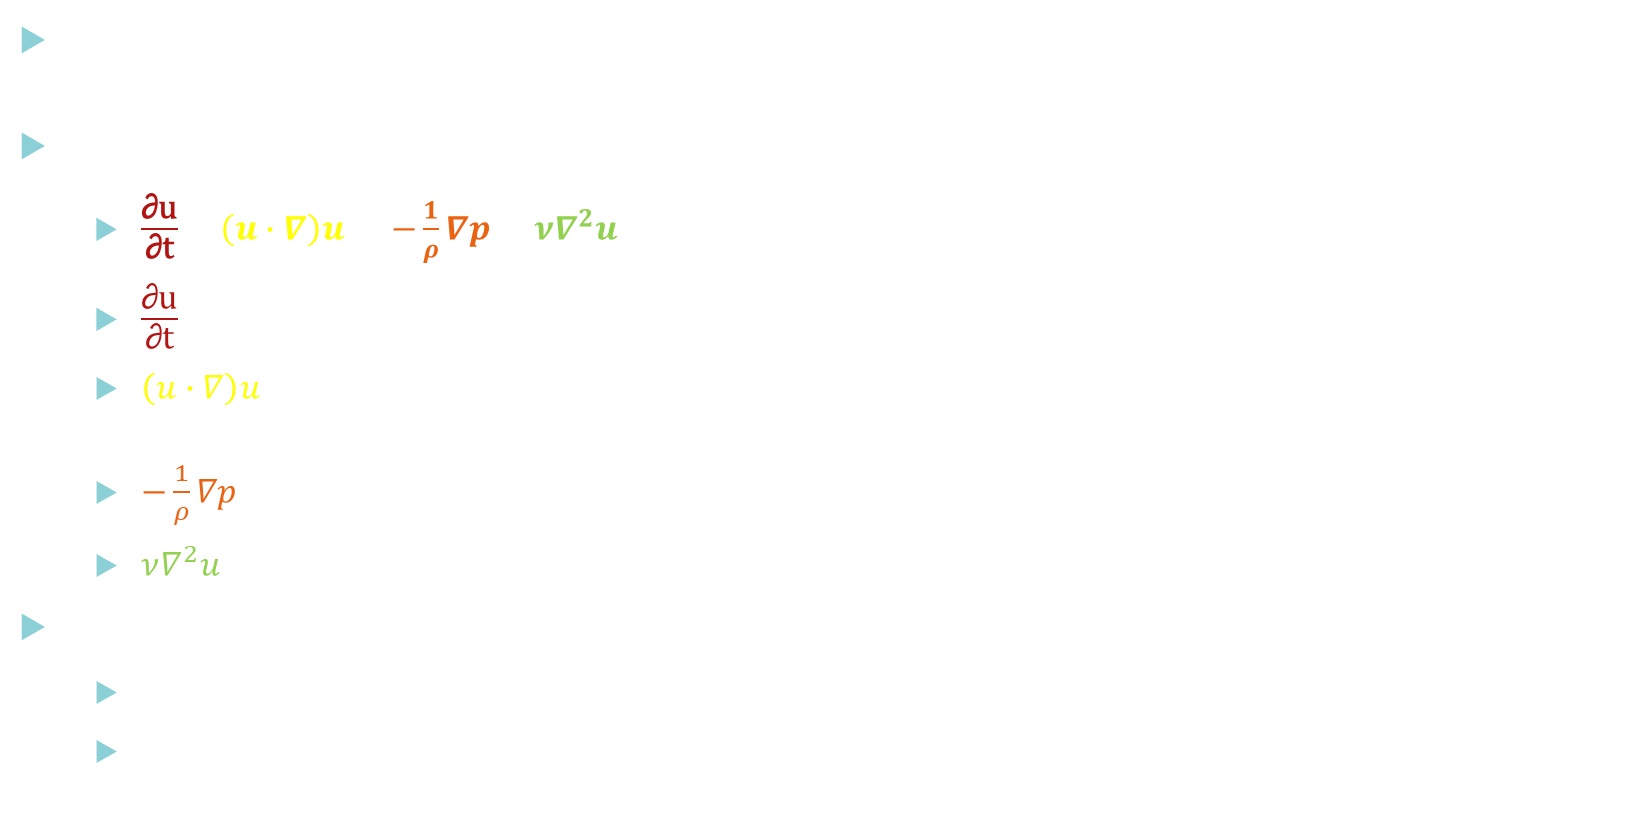 ▶
▶
▶ ∂u/∂t (𝒖 · 𝜵)𝒖 −𝟏/𝝆 𝜵𝒑 𝝂𝜵²𝒖
▶ ∂u/∂t
▶ (𝑢 · 𝛻)𝑢
▶ −1/𝜌 𝛻𝑝
▶ 𝜈𝛻²𝑢
▶
▶
▶